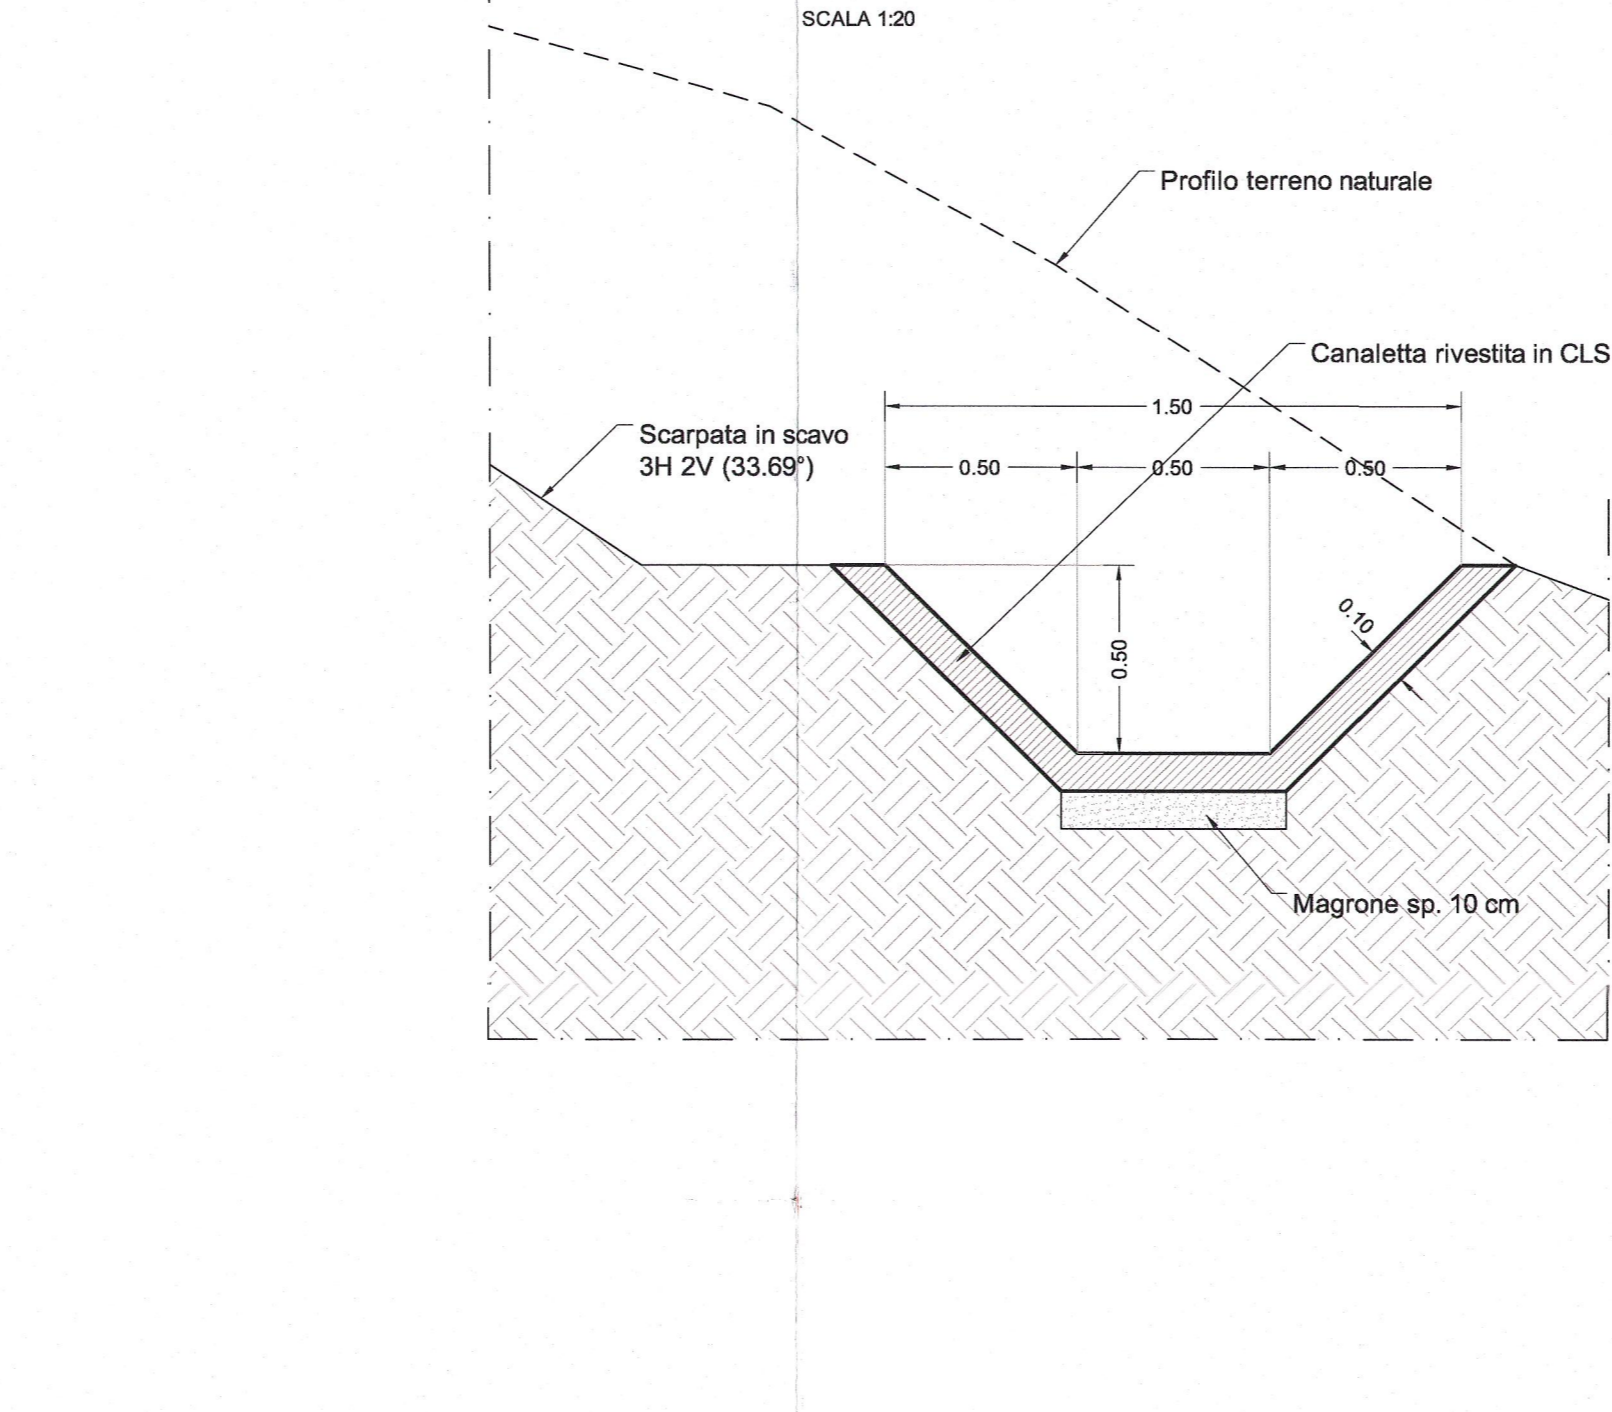 SCALA 1:20
Profilo terreno naturale
Canaletta rivestita in CLS
1.50
Scarpata in scavo
3H 2V (33.69°)
0.50
0.50
0.50
0.10
0.50
Magrone sp. 10 cm